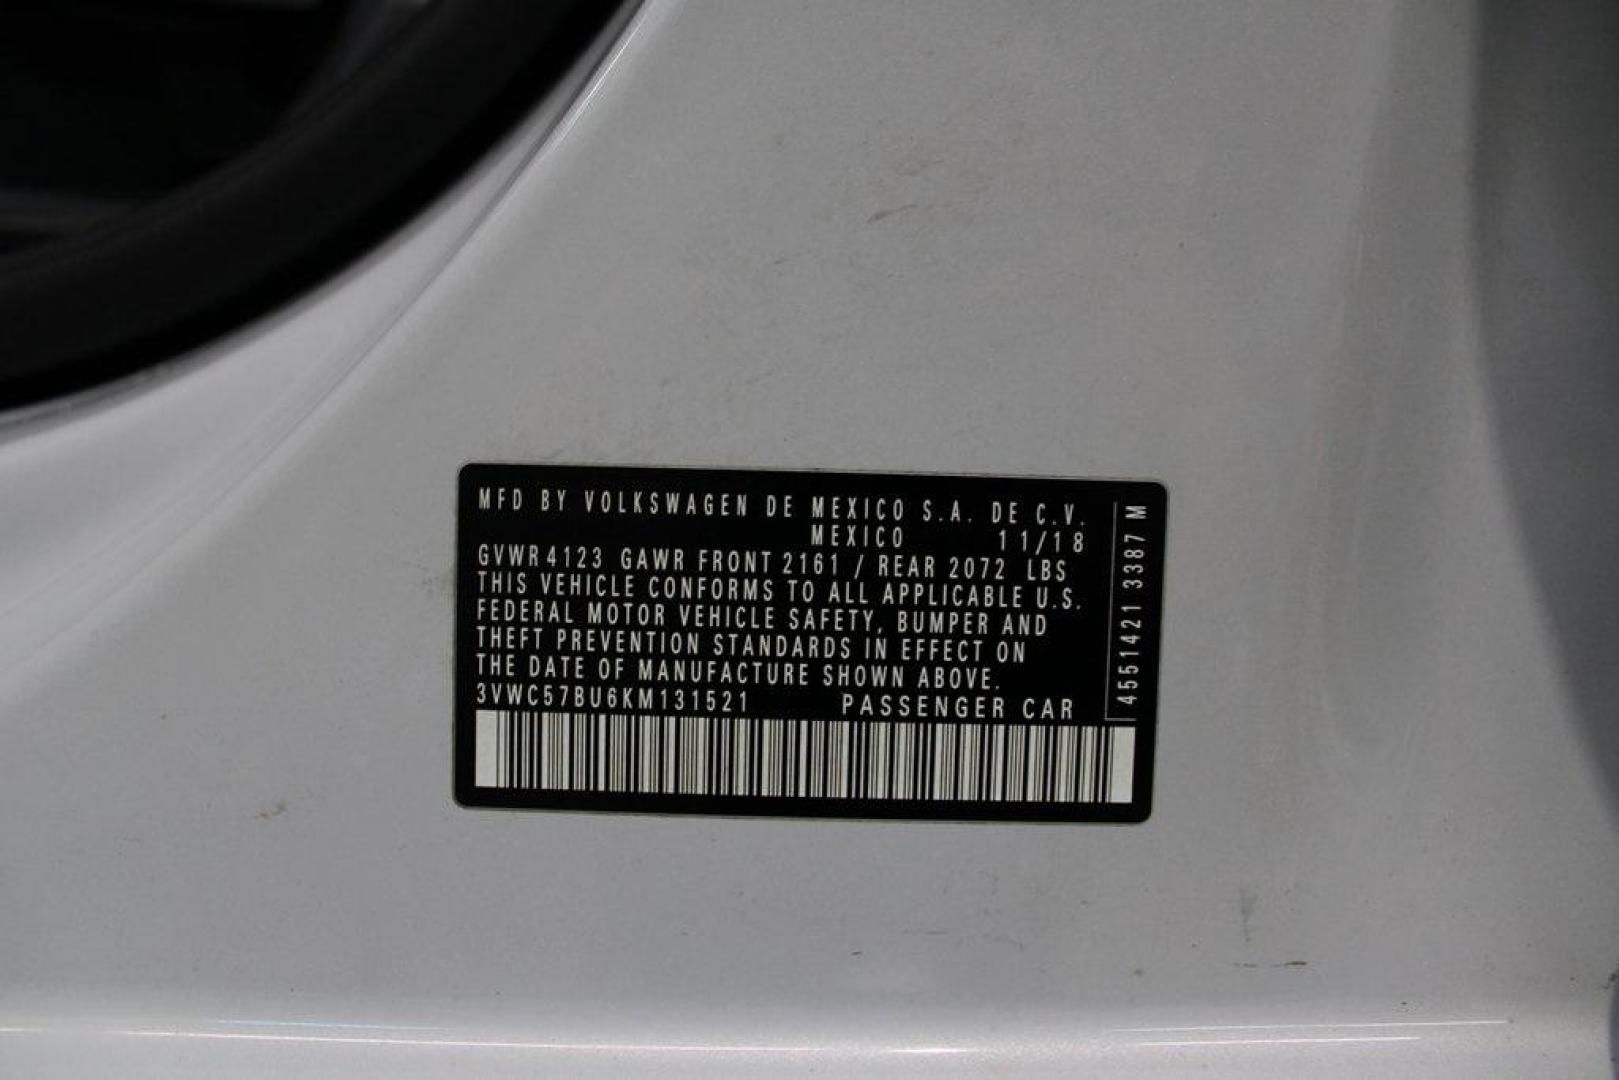 MFD BY VOLKSWAGEN DE MEXICO S.A. DE C.V.
MEXICO 11/18
GVWR 4123 GAWR FRONT 2161 / REAR 2072 LBS
THIS VEHICLE CONFORMS TO ALL APPLICABLE U.S.
FEDERAL MOTOR VEHICLE SAFETY, BUMPER AND
THEFT PREVENTION STANDARDS IN EFFECT ON
THE DATE OF MANUFACTURE SHOWN ABOVE.
3VWC57BU6KM131521 PASSENGER CAR
4551421 3387 M